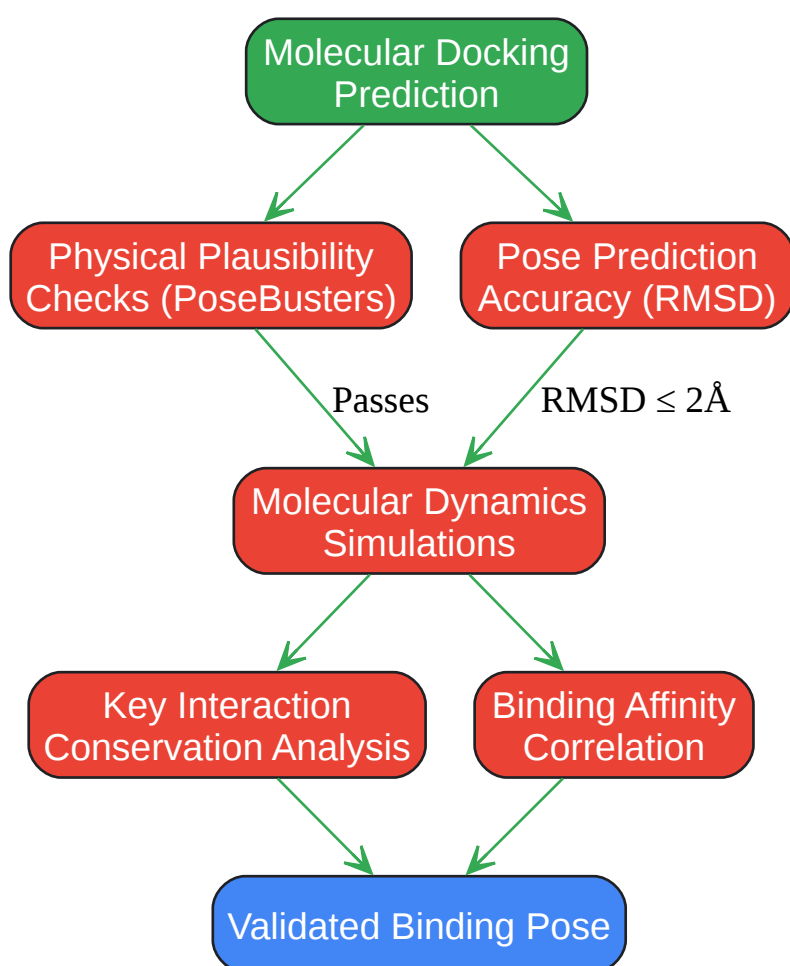 Molecular Docking
Prediction
Physical Plausibility
Checks (PoseBusters)
Pose Prediction
Accuracy (RMSD)
Passes
RMSD ≤ 2Å
Molecular Dynamics
Simulations
Key Interaction
Conservation Analysis
Binding Affinity
Correlation
Validated Binding Pose